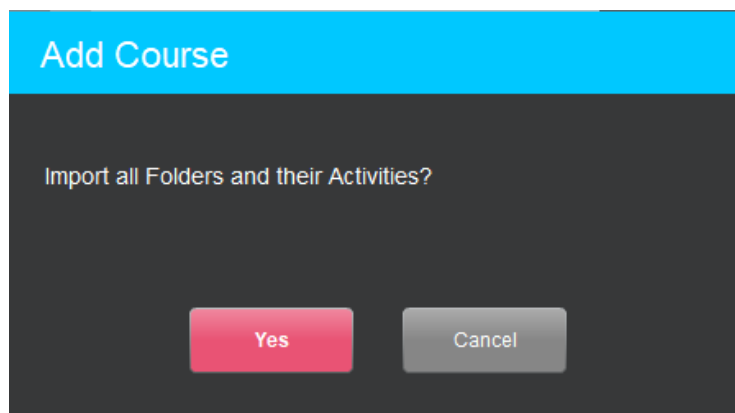 Add Course
Import all Folders and their Activities?
Yes
Cancel